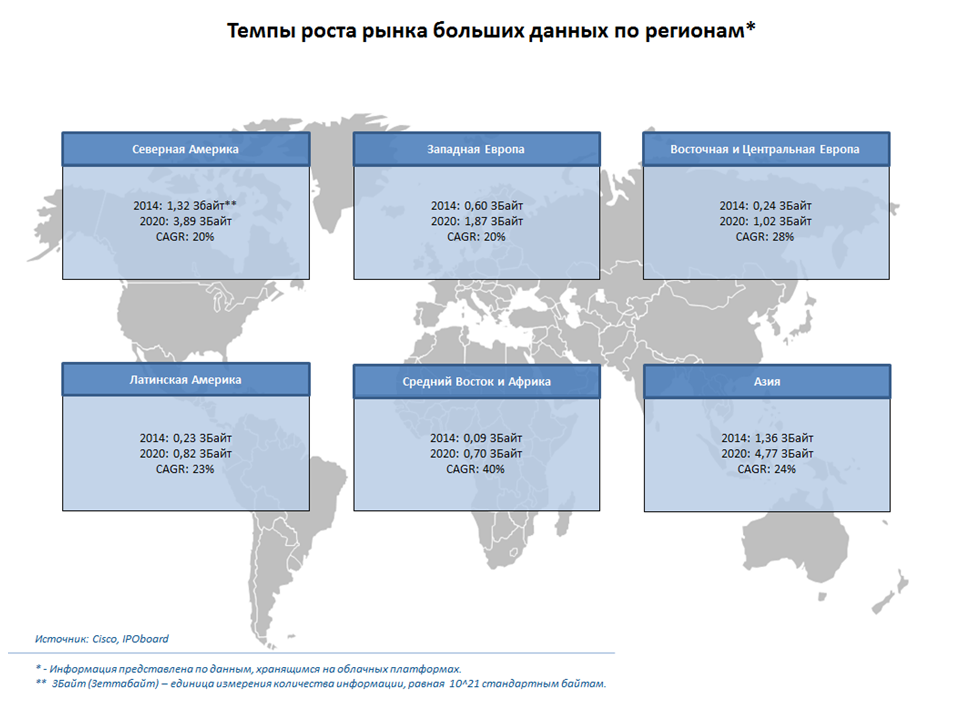 Темпы роста рынка больших данных по регионам*
Северная Америка
2014: 1,32 Збайт**
2020: 3,89 ЗБайт
CAGR: 20%
Западная Европа
2014: 0,60 ЗБайт
2020: 1,87 ЗБайт
CAGR: 20%
Восточная и Центральная Европа
2014: 0,24 ЗБайт
2020: 1,02 ЗБайт
CAGR: 28%
Латинская Америка
2014: 0,23 ЗБайт
2020: 0,82 ЗБайт
CAGR: 23%
Средний Восток и Африка
2014: 0,09 ЗБайт
2020: 0,70 ЗБайт
CAGR: 40%
Азия
2014: 1,36 ЗБайт
2020: 4,77 ЗБайт
CAGR: 24%
Источник: Cisco, IPOboard
* - Информация представлена по данным, хранящимся на облачных платформах.
** ЗБайт (Зеттабайт) – единица измерения количества информации, равная 10^21 стандартным байтам.